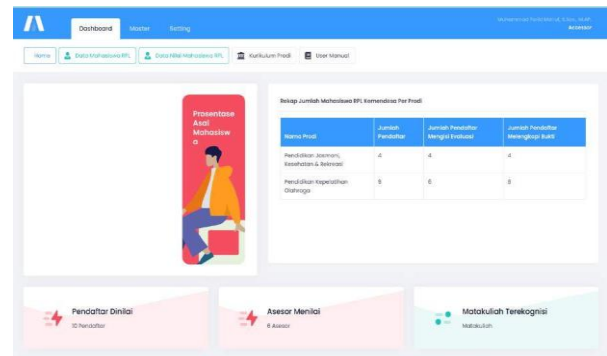 Dashboard Master Setting
Accessor
Home Data Mahasiswa RPL Data Nilai Mahasiswa RPL Kurikulum Prodi User Manual
Prosentase
Asal
Mahasisw
a
Rekap Jumlah Mahasiswa RPL Kemendesa Per Prodi
Nama Prodi Jumlah Pendaftar Jumlah Pendaftar Mengisi Evaluasi Jumlah Pendaftar Melengkapi Bukti
Pendidikan Jasmani, Kesehatan & Rekreasi 4 4 4
Pendidikan Kepelatihan Olahraga 6
Pendaftar Dinilai
10 Pendaftar
Asesor Menilai
6 Asesor
Matakuliah Terekognisi
Matakuliah